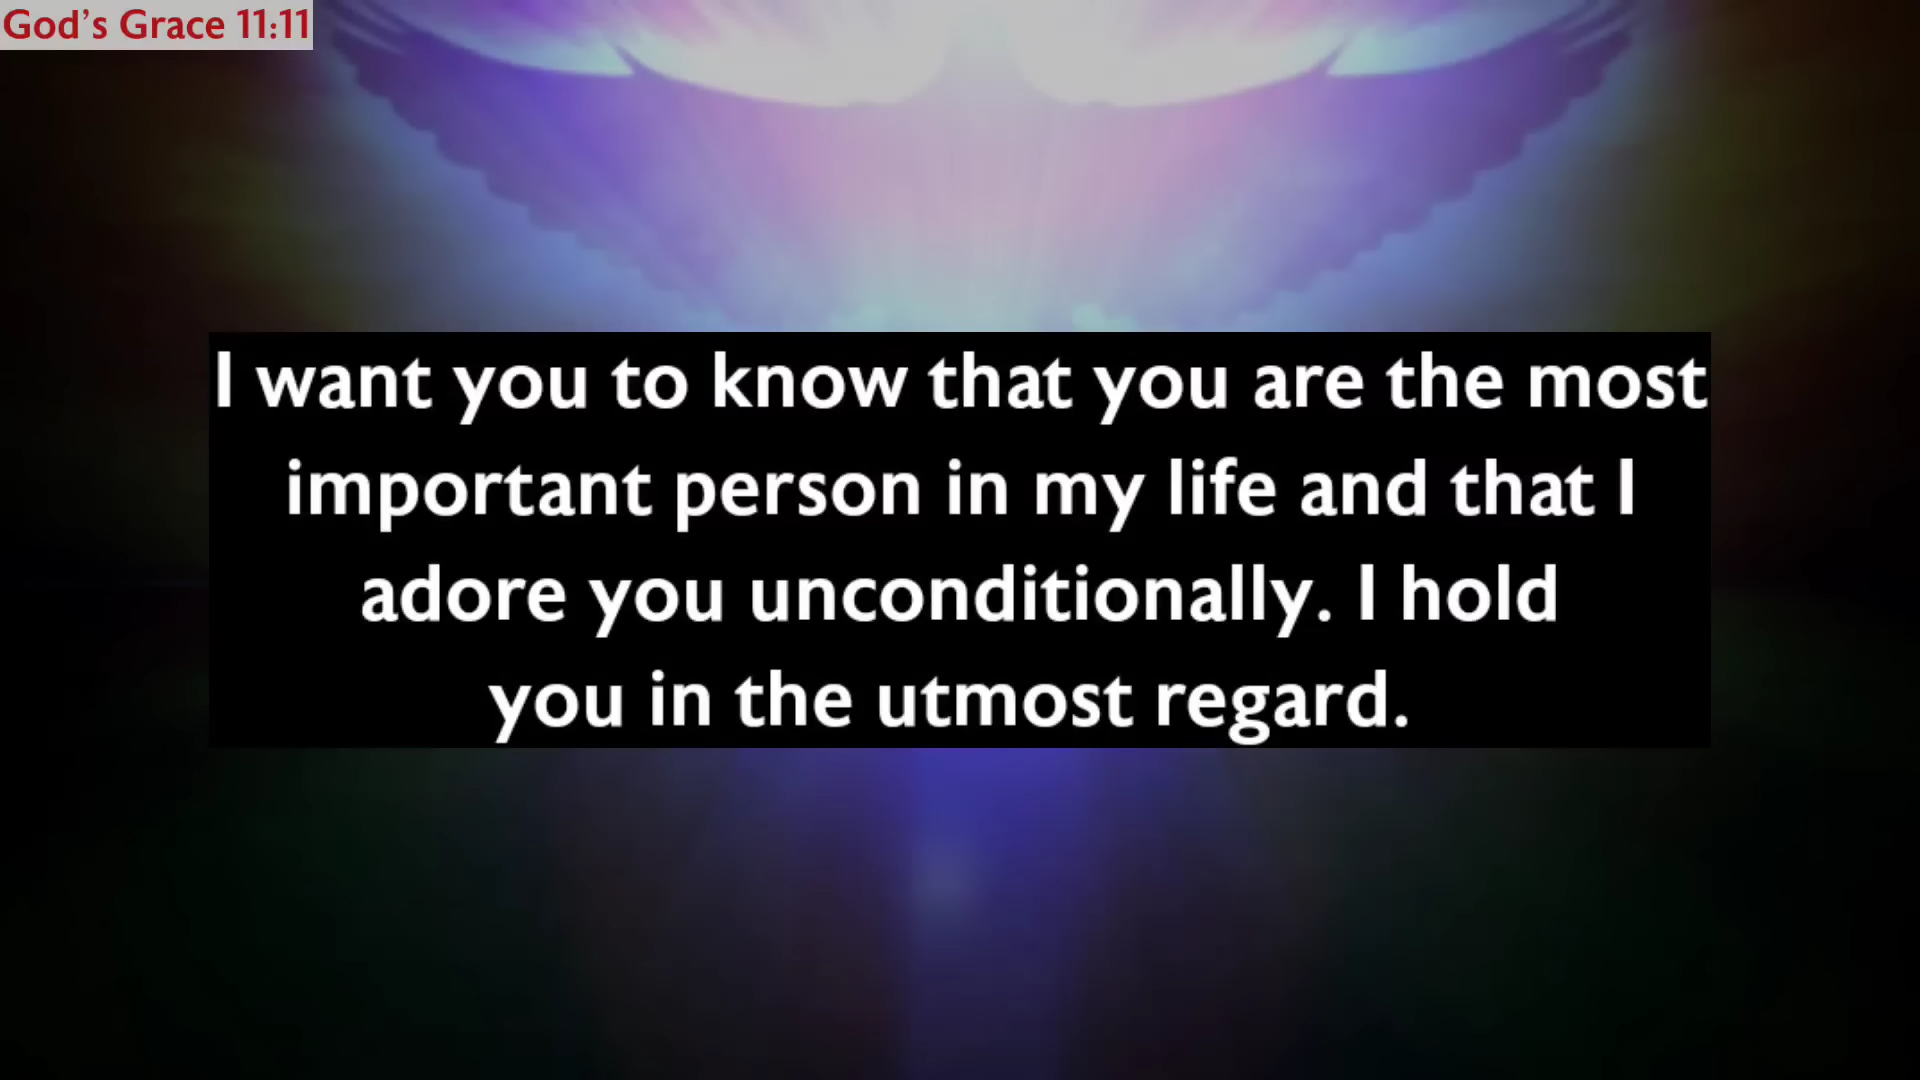 God’s Grace 11:11
I want you to know that you are the most
important person in my life and that I
adore you unconditionally. I hold
you in the utmost regard.